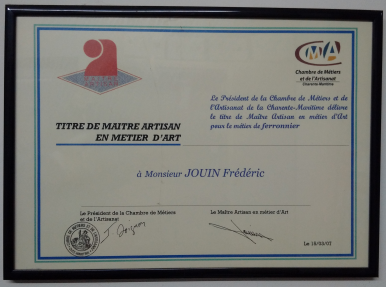 CMA
Chambre de Métiers
et de l'Artisanat
Charente-Maritime
Le Président de la Chambre de Métiers et de
l'Artisanat de la Charente-Maritime délivre
le titre de Maître Artisan en métier d'Art
pour le métier de ferronnier
TITRE DE MAITRE ARTISAN
EN METIER D'ART
à Monsieur JOUIN Frédéric
Le Président de la Chambre de Métiers
et de l'Artisanat
Le Maître Artisan en métier d'Art